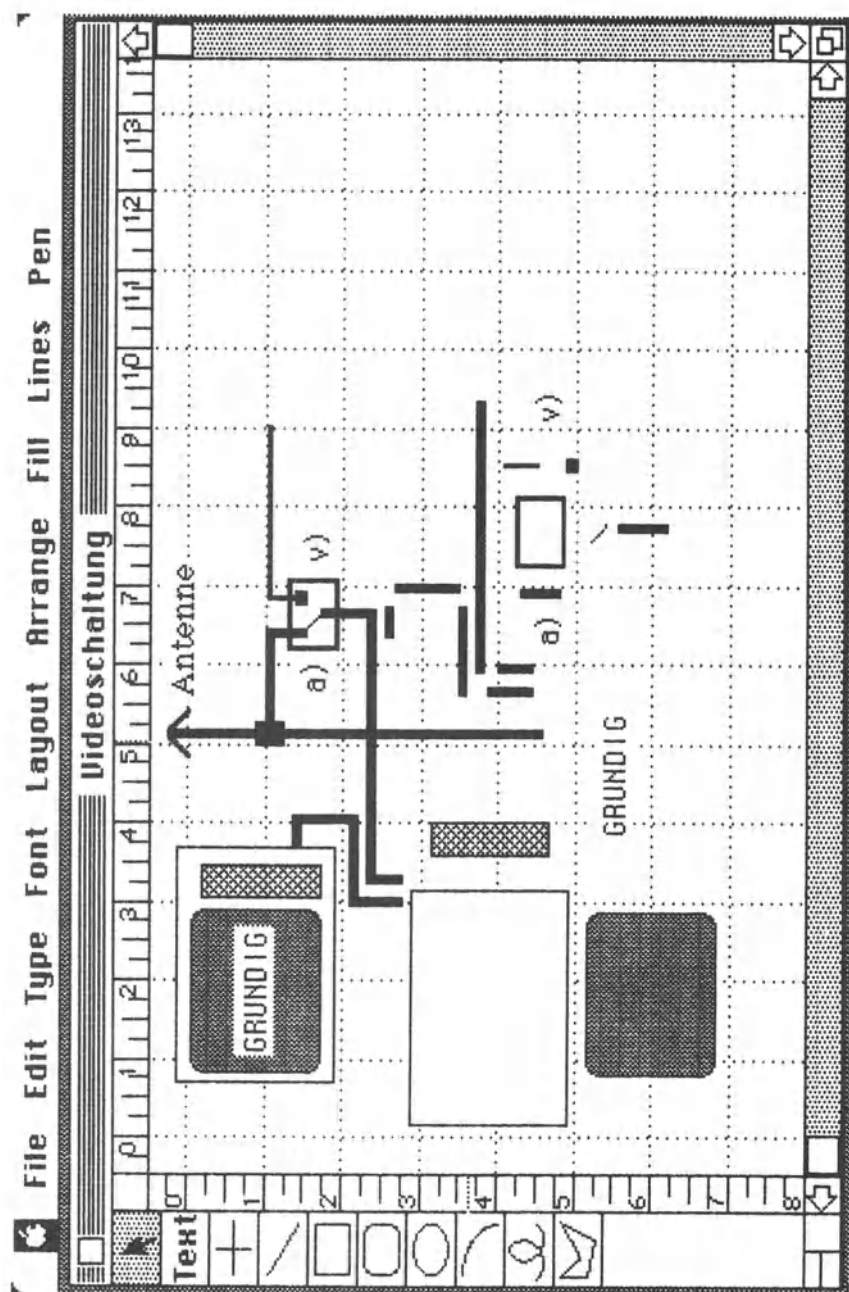 File Edit Type Font Layout Arrange Fill Lines Pen
Videoschaltung
0 1 2 3 4 5 6 7 8 9 10 11 12 13
Text
0
1
2
3
4
5
6
7
8
Antenne
GRUNDIG
a)
v)
a)
v)
GRUNDIG